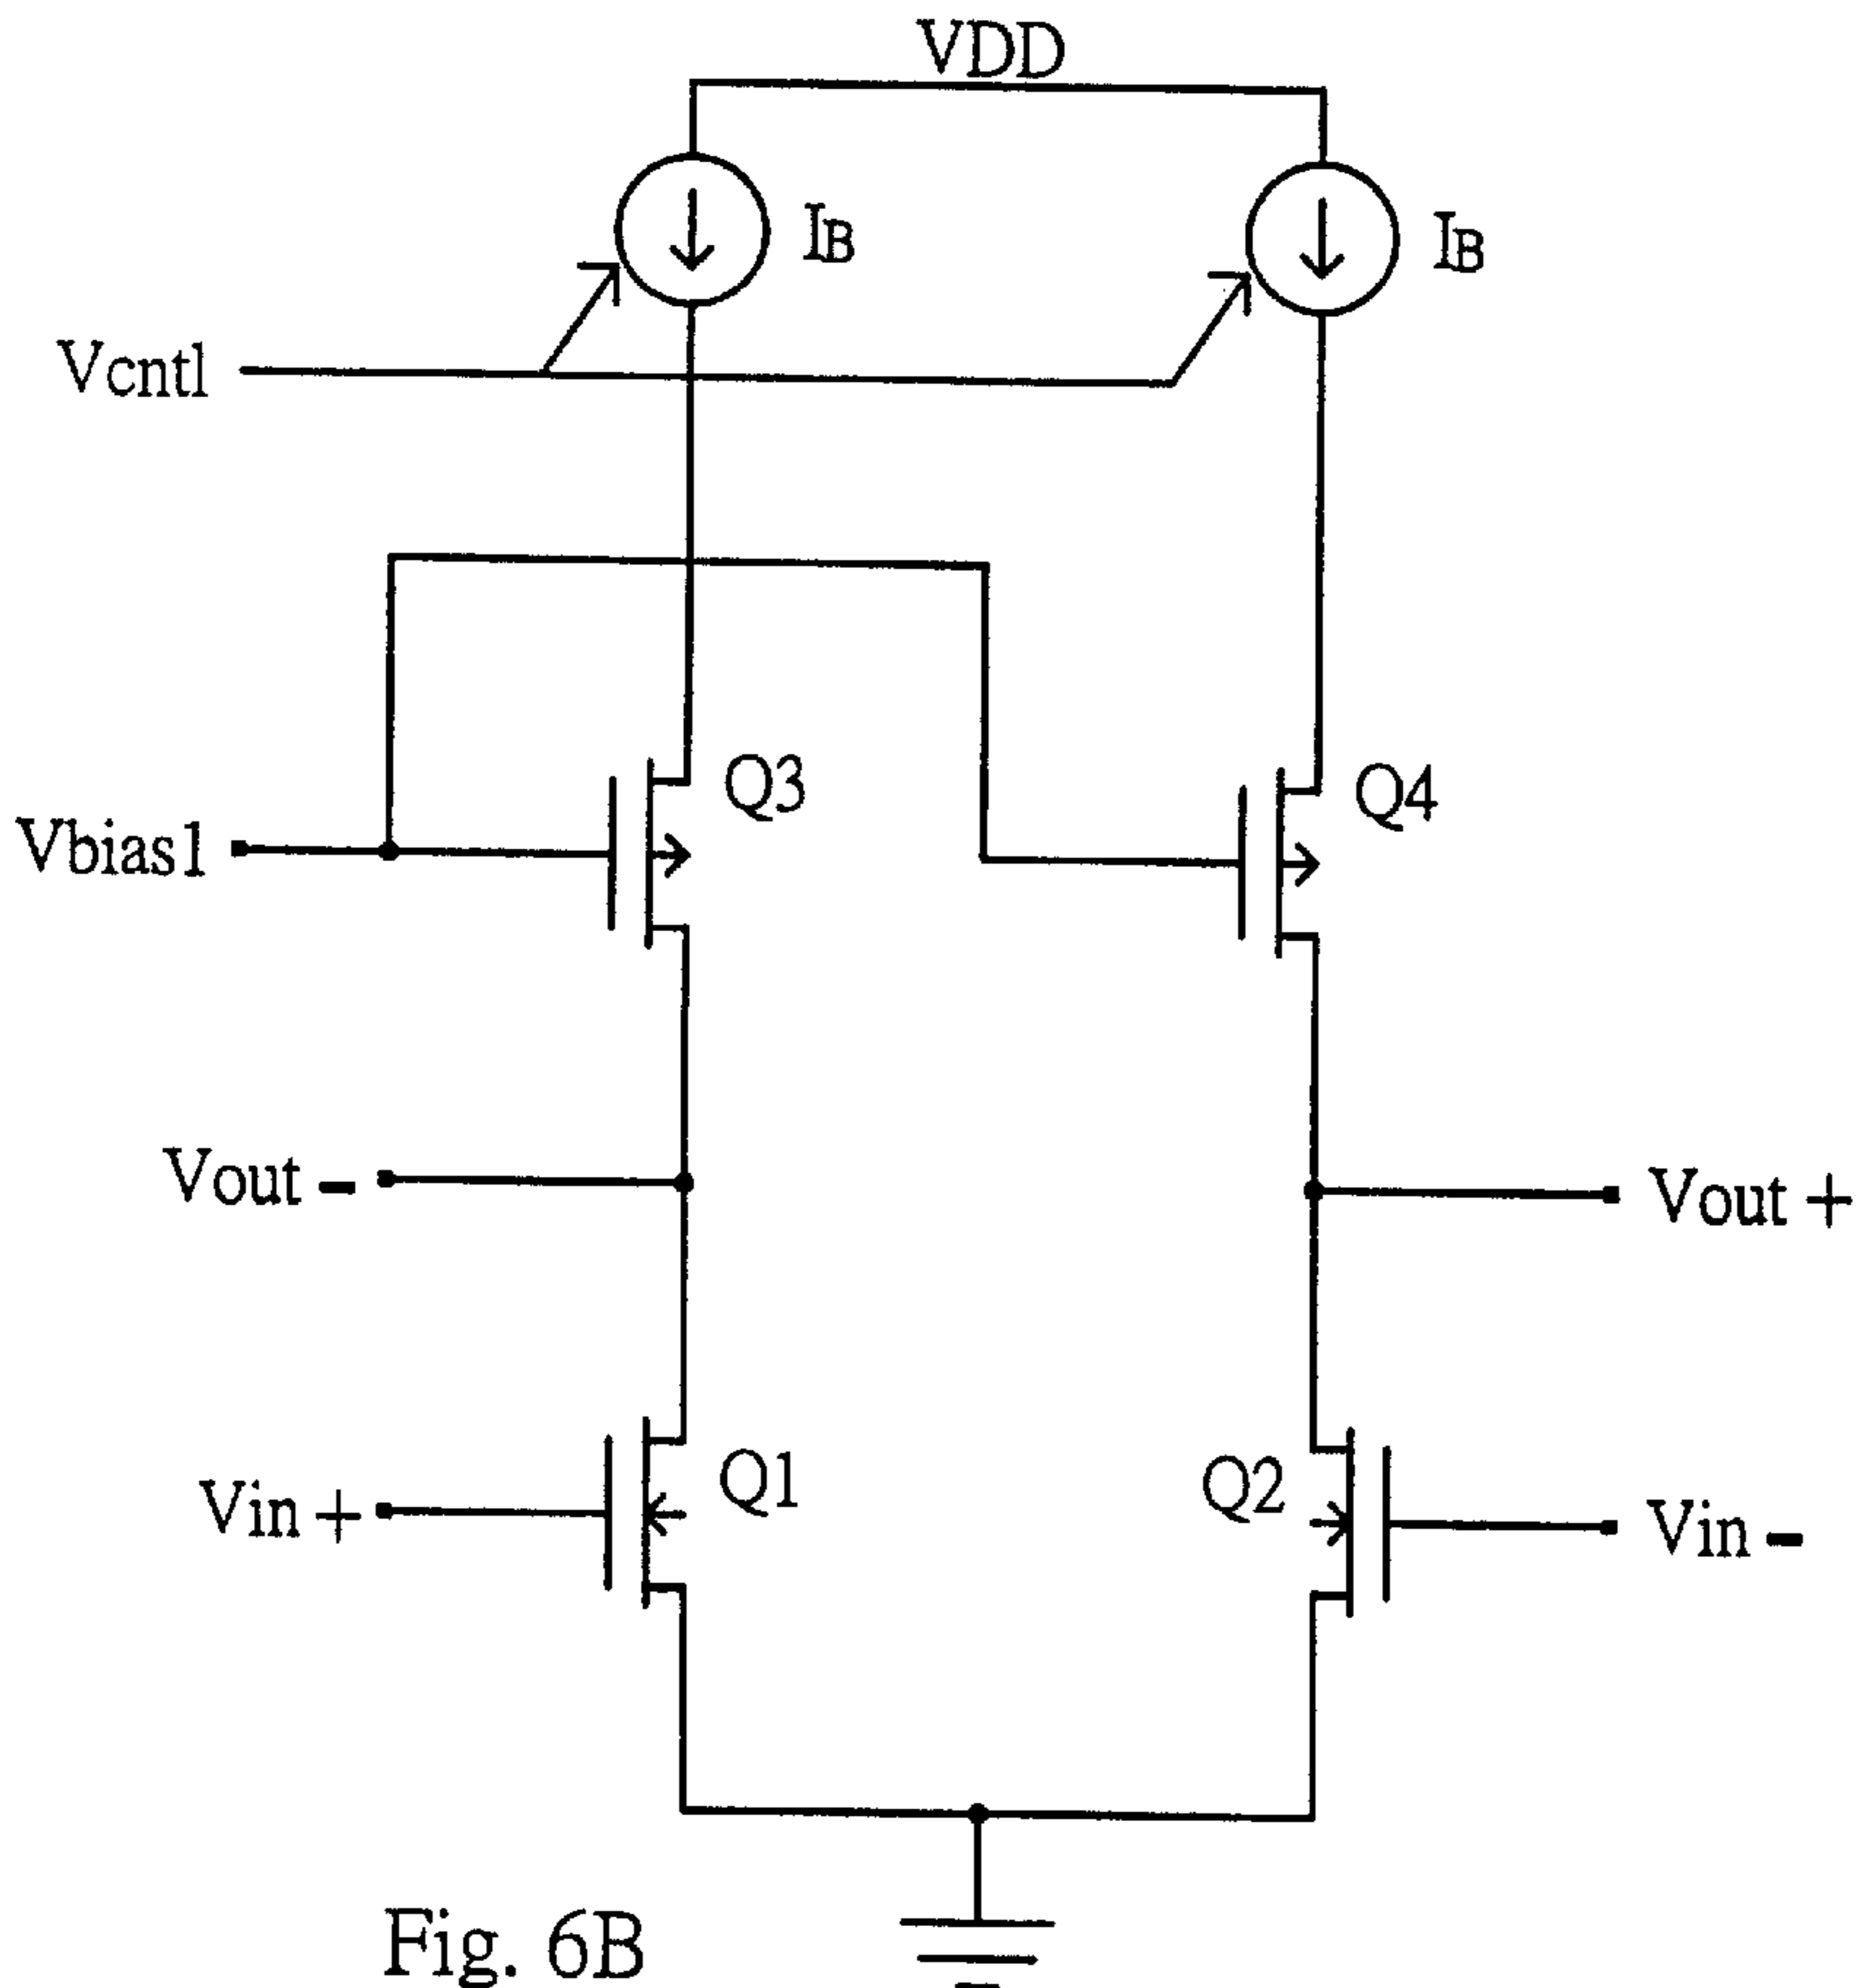 VDD
IB
IB
Vcntl
Q3
Q4
Vbias1
Vout -
Vout +
Q1
Q2
Vin +
Vin -
Fig. 6B